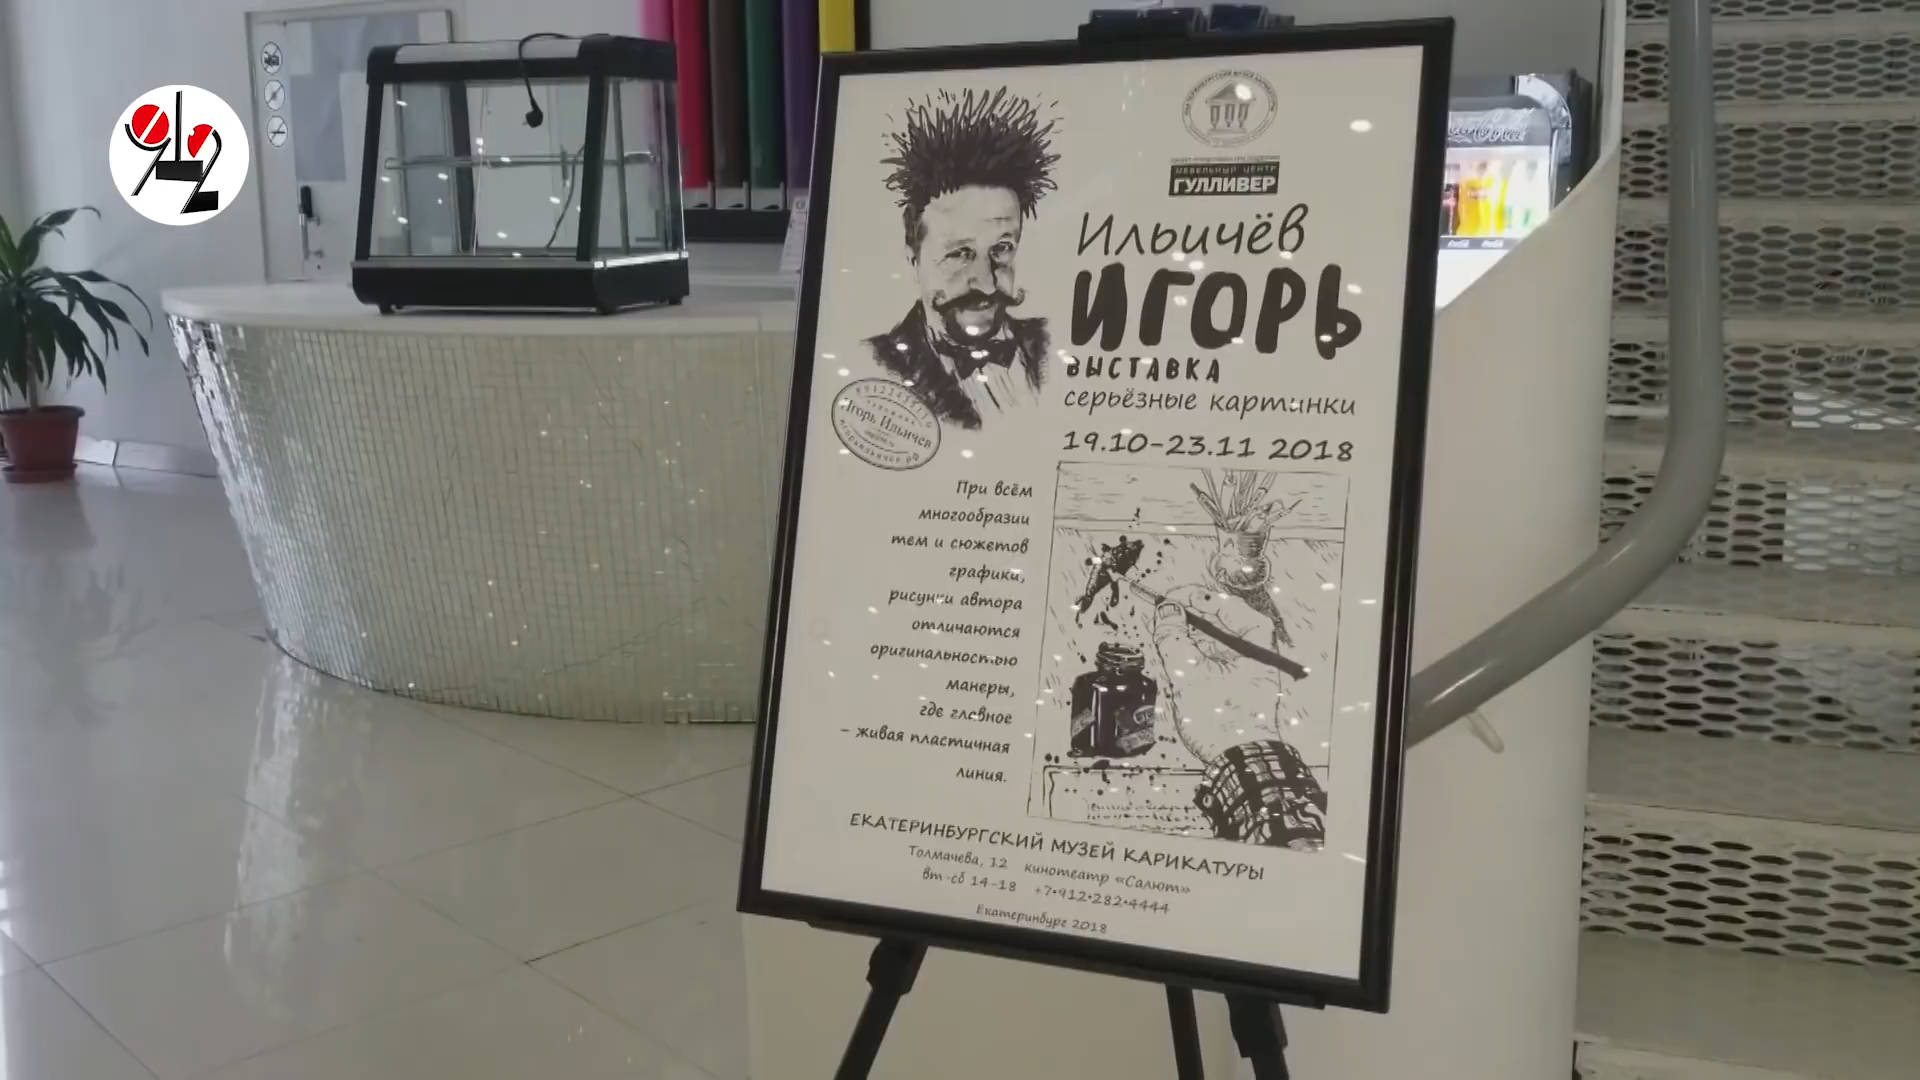 МЕБЕЛЬНЫЙ ЦЕНТР
ГУЛЛИВЕР
Ильичёв
ИГОРЬ
ВЫСТАВКА
серьёзные картинки
19.10-23.11 2018
Игорь Ильичев
При всём
многообразии
тем и сюжетов
графики,
рисунки автора
отличаются
оригинальностью
манеры,
где главное
- живая пластичная
линия.
ЕКАТЕРИНБУРГСКИЙ МУЗЕЙ КАРИКАТУРЫ
Толмачева, 12 кинотеатр «Салют»
вт-сб 14-18 +7•912•282•4444
Екатеринбург 2018